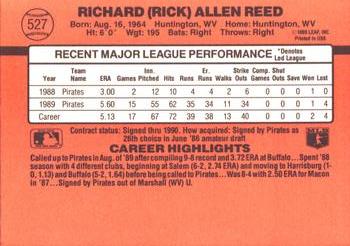 527
RICHARD (RICK) ALLEN REED
Born: Aug. 16, 1964 Huntington, WV Home: Huntington, WV
Ht: 6' 0" Wgt: 195 Bats: Right Throws: Right
© 1989 LEAF, INC.
PRINTED IN USA
RECENT MAJOR LEAGUE PERFORMANCE *Denotes Led League
Year Team ERA Games Innings Pitched Hits Runs Er. Runs Walks Strike Outs Comp. Games Shut Outs Save Won Lost
1988 Pirates 3.00 2 12 10 4 4 2 6 0 0 0 1 0
1989 Pirates 5.60 15 55 62 35 34 11 34 0 0 0 1 4
Career 5.13 17 67 72 39 38 13 40 0 0 0 2 4
Contract status: Signed thru 1990. How acquired: Signed by Pirates as
26th choice in June '86 amateur draft
CAREER HIGHLIGHTS
Called up to Pirates in Aug. of '89 after compiling 9-8 record and 3.72 ERA at Buffalo...Spent '88
season with 4 different clubs, beginning at Salem (6-2, 2.74 ERA) and moving to Harrisburg (1-
0, 1.13) and Buffalo (5-2, 1.64) before being called to Pirates...Was 8-4 with 2.50 ERA for Macon
in '87...Signed by Pirates out of Marshall (WV) U.